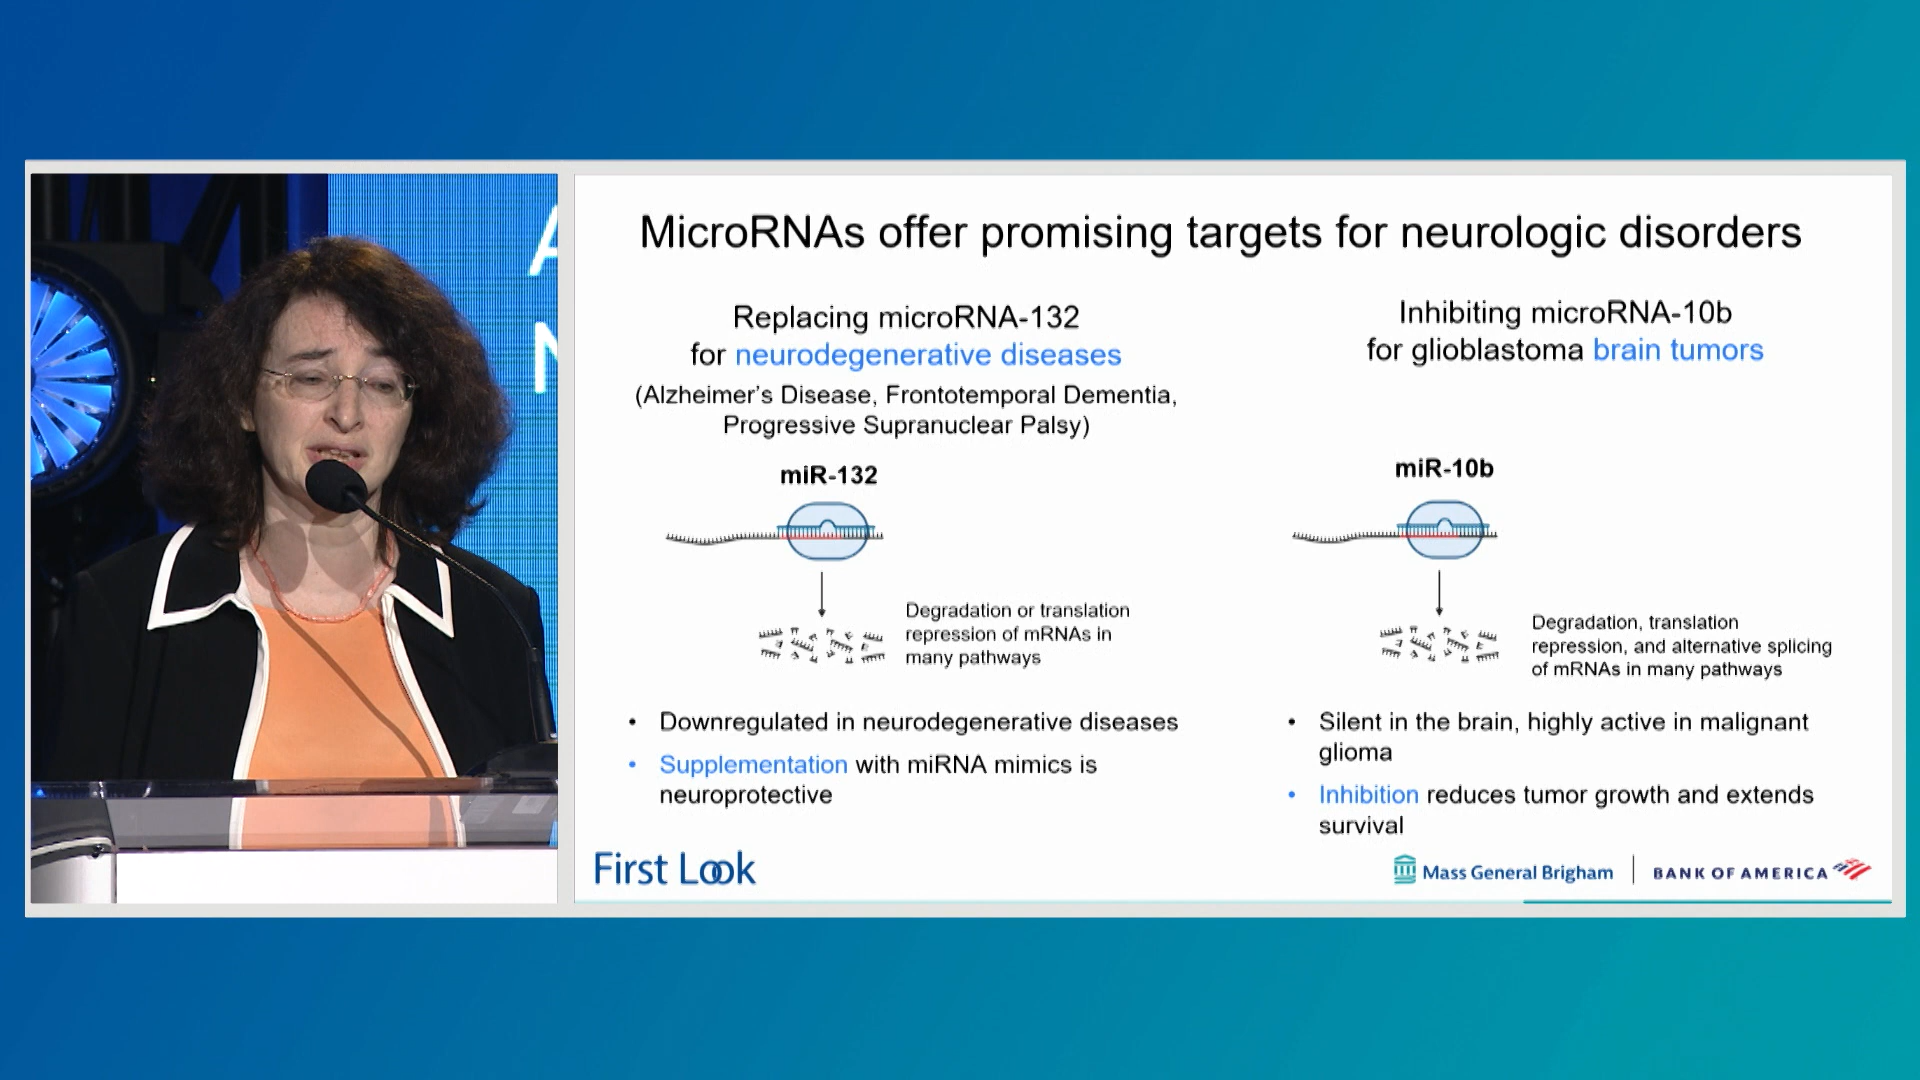 A
N
MicroRNAs offer promising targets for neurologic disorders
Replacing microRNA-132
for neurodegenerative diseases
(Alzheimer’s Disease, Frontotemporal Dementia,
Progressive Supranuclear Palsy)
miR-132
Degradation or translation
repression of mRNAs in
many pathways
• Downregulated in neurodegenerative diseases
• Supplementation with miRNA mimics is
neuroprotective
Inhibiting microRNA-10b
for glioblastoma brain tumors
miR-10b
Degradation, translation
repression, and alternative splicing
of mRNAs in many pathways
• Silent in the brain, highly active in malignant
glioma
• Inhibition reduces tumor growth and extends
survival
First Look
Mass General Brigham
BANK OF AMERICA